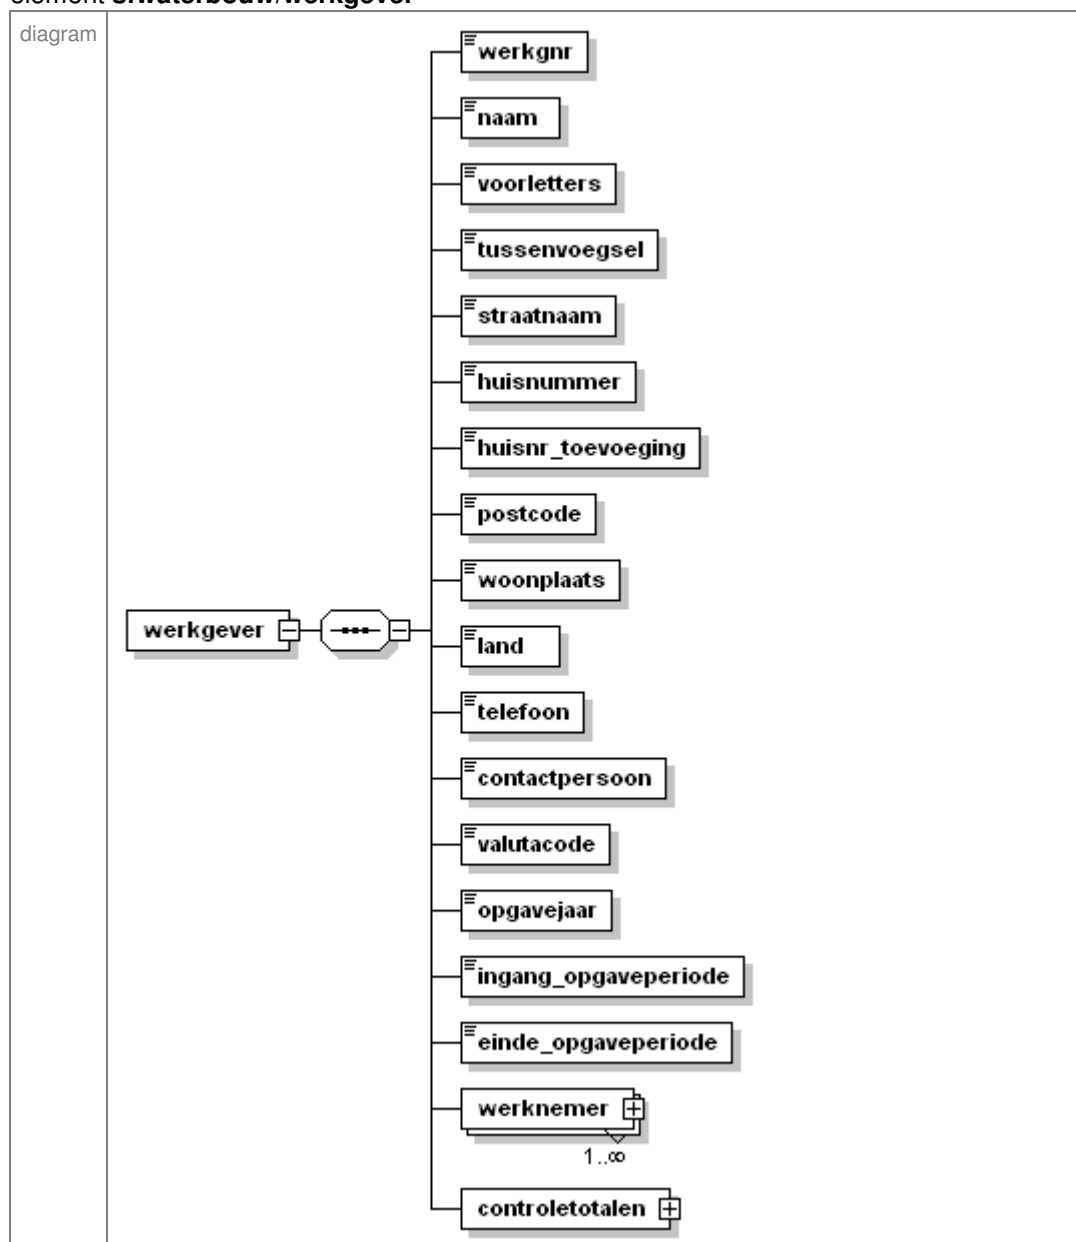 diagram
werkgnr
naam
voorletters
tussenvoegsel
straatnaam
huisnummer
huisnr_toevoeging
postcode
woonplaats
werkgever
land
telefoon
contactpersoon
valutacode
opgavejaar
ingang_opgaveperiode
einde_opgaveperiode
werknemer
1..∞
controletotalen